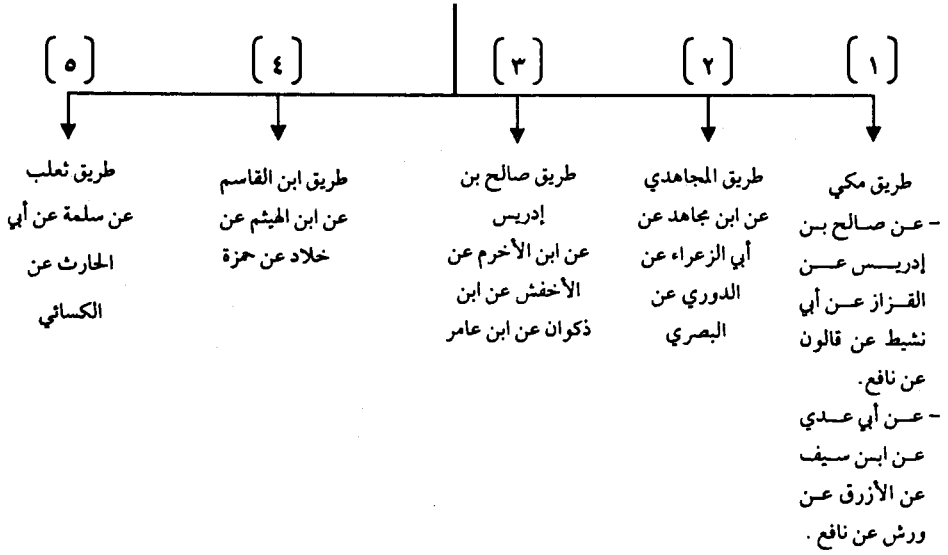 [١]
طريق مكي
- عن صالح بن
إدريس عن
القزاز عن أبي
نشيط عن قالون
عن نافع.
- عن أبي عدي
عن ابن سيف
عن الأزرق عن
ورش عن نافع .
[٢]
طريق المجاهدي
عن ابن مجاهد عن
أبي الزعراء عن
الدوري عن
البصري
[٣]
طريق صالح بن
إدريس
عن ابن الأخرم عن
الأخفش عن ابن
ذكوان عن ابن عامر
[٤]
طريق ابن القاسم
عن ابن الهيثم عن
خلاد عن حمزة
[٥]
طريق ثعلب
عن سلمة عن أبي
الحارث عن
الكسائي